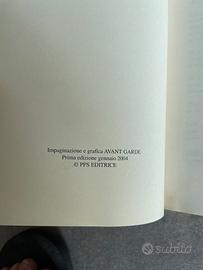 Impaginazione e grafica AVANT GARDE
Prima edizione gennaio 2004
© PPS EDITRICE
subito